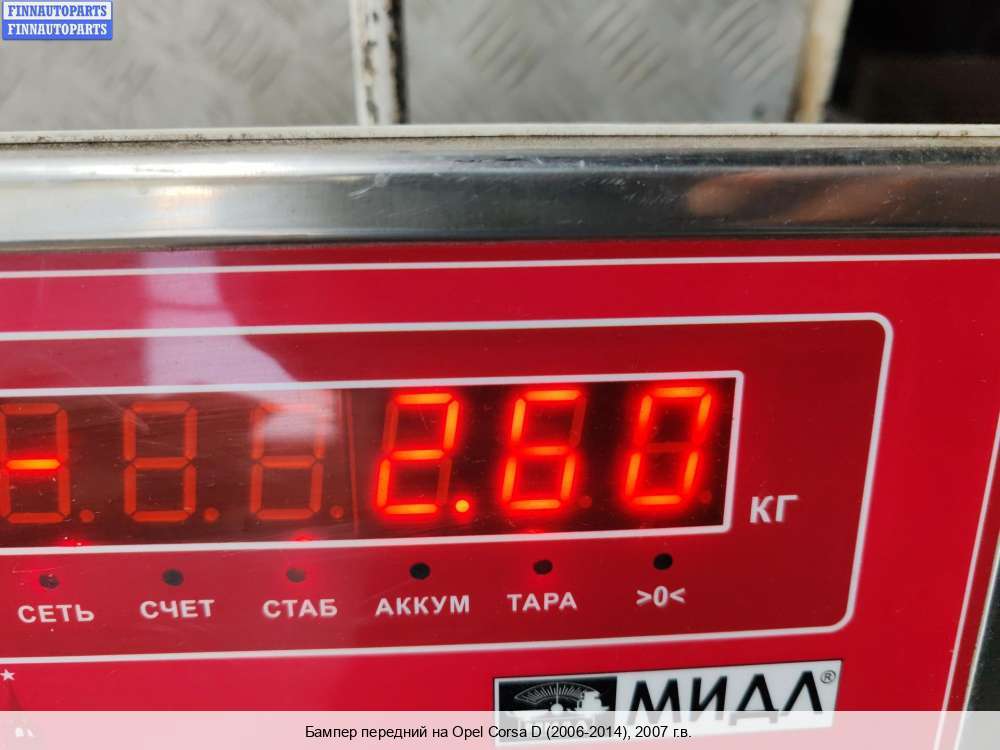 FINNAUTOPARTS
FINNAUTOPARTS
- 2.60
КГ
СЕТЬ СЧЕТ СТАБ АККУМ ТАРА >0<
МИДЛ®
Бампер передний на Opel Corsa D (2006-2014), 2007 г.в.